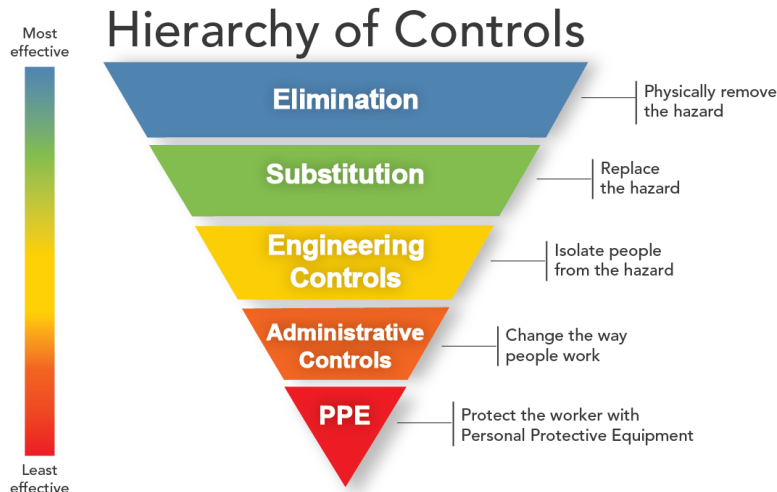 Hierarchy of Controls
Most
effective
Elimination
Physically remove
the hazard
Substitution
Replace
the hazard
Engineering
Controls
Isolate people
from the hazard
Administrative
Controls
Change the way
people work
PPE
Protect the worker with
Personal Protective Equipment
Least
effective